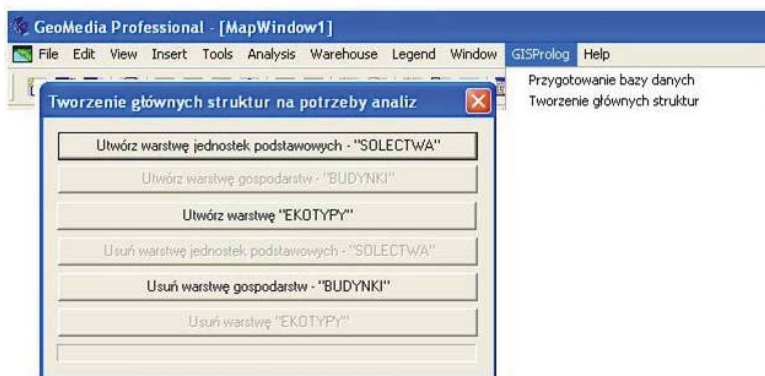 GeoMedia Professional - [MapWindow1]
File Edit View Insert Tools Analysis Warehouse Legend Window GISProlog Help
Przygotowanie bazy danych
Tworzenie głównych struktur
Tworzenie głównych struktur na potrzeby analiz
Utwórz warstwę jednostek podstawowych - "SOLECTWA"
Utwórz warstwę gospodarstw - "BUDYNKI"
Utwórz warstwę "EKOTYPY"
Usuń warstwę jednostek podstawowych - "SOLECTWA"
Usuń warstwę gospodarstw - "BUDYNKI"
Usuń warstwę "EKOTYPY"